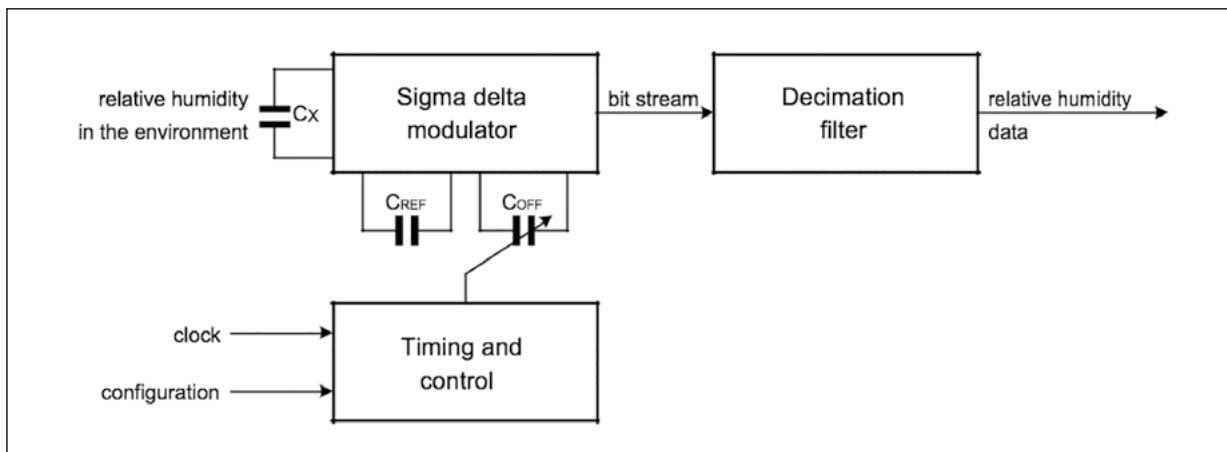 relative humidity
in the environment
CX
Sigma delta
modulator
bit stream
Decimation
filter
relative humidity
data
CREF
COFF
clock
configuration
Timing and
control